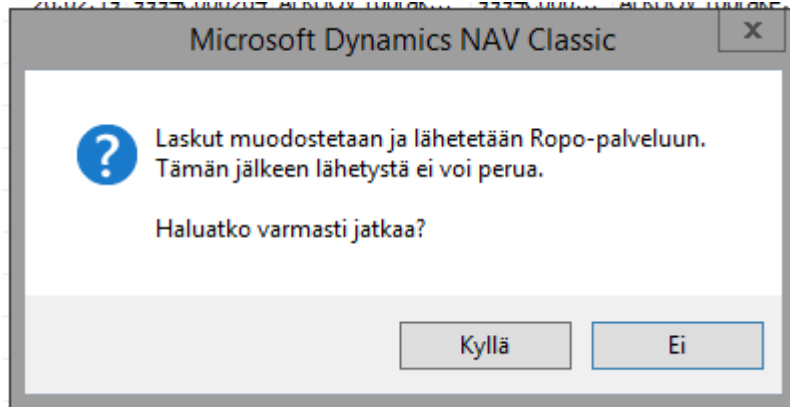 Microsoft Dynamics NAV Classic
x
Laskut muodostetaan ja lähetetään Ropo-palveluun.
Tämän jälkeen lähetystä ei voi perua.
Haluatko varmasti jatkaa?
Kyllä
Ei